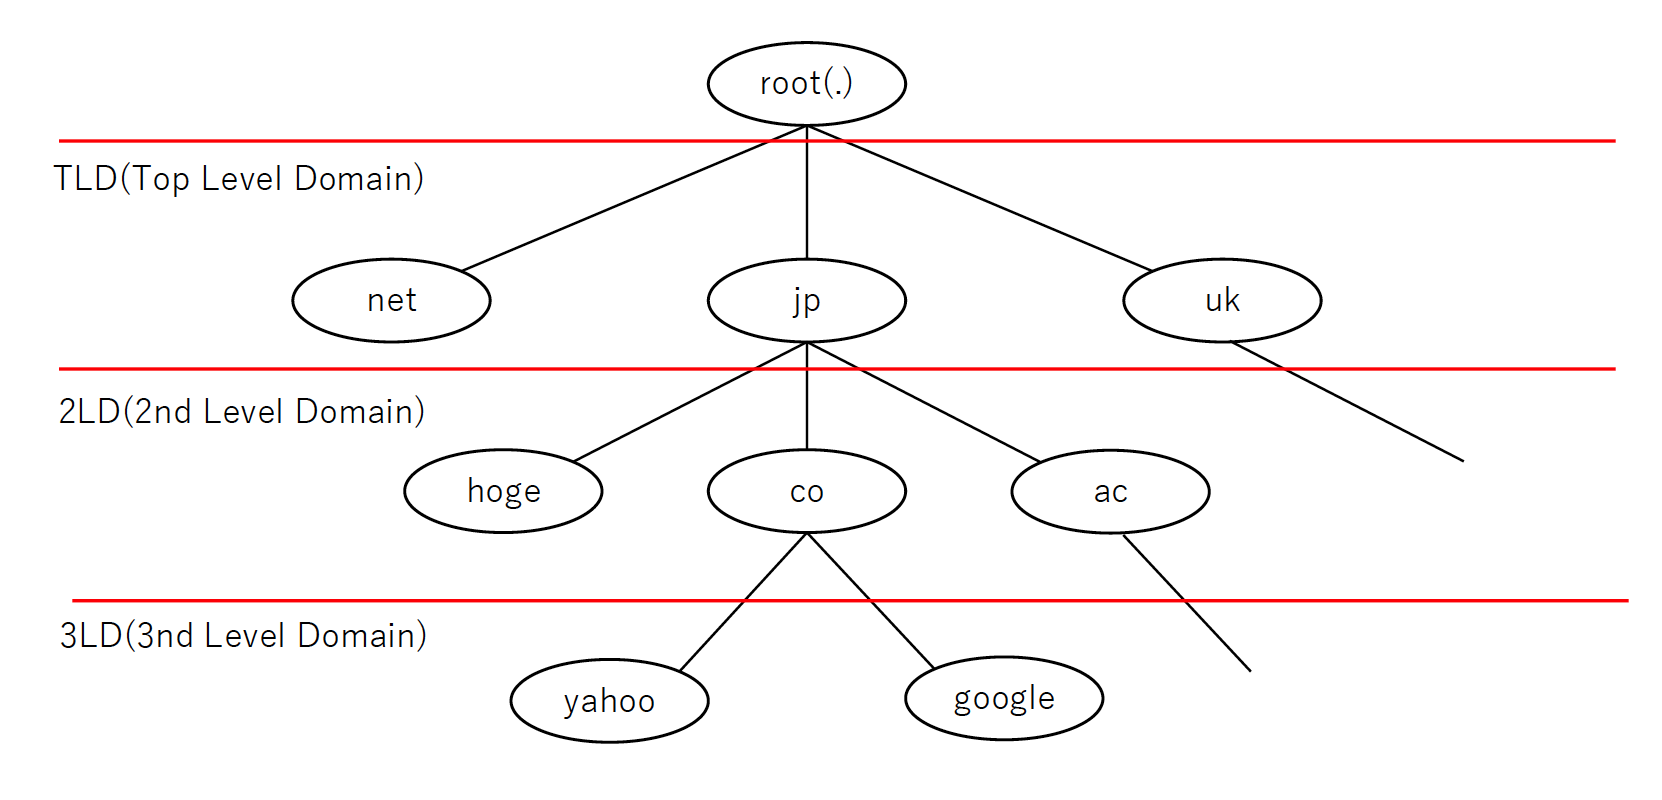 root(.)
TLD(Top Level Domain)
net
jp
uk
2LD(2nd Level Domain)
hoge
co
ac
3LD(3nd Level Domain)
yahoo
google